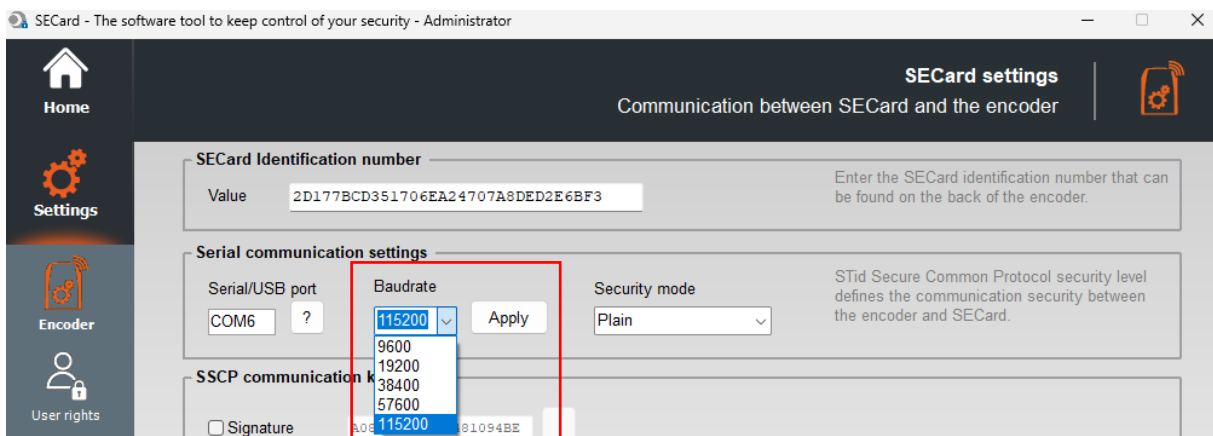 SECard - The software tool to keep control of your security - Administrator
Home
SECard settings
Communication between SECard and the encoder
Settings
Encoder
User rights
SECard Identification number
Value 2D177BCD351706EA24707A8DED2E6BF3
Enter the SECard identification number that can
be found on the back of the encoder.
Serial communication settings
Serial/USB port
COM6 ?
Baudrate
115200 Apply
9600
19200
38400
57600
115200
Security mode
Plain
STid Secure Common Protocol security level
defines the communication security between
the encoder and SECard.
SSCP communication k
Signature A08 481094BE